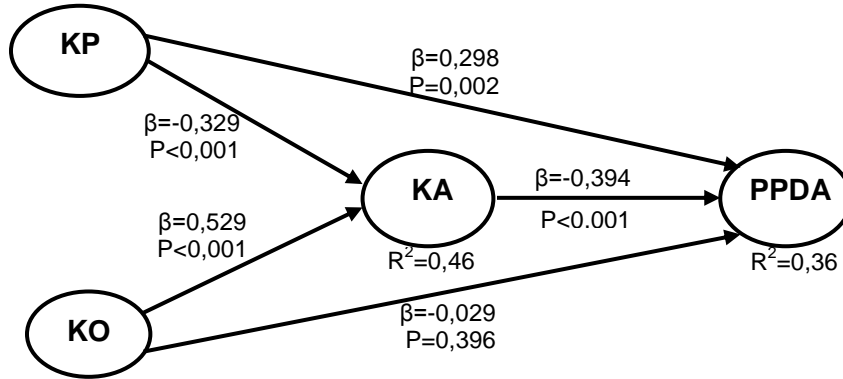 KP
β=0,298
P=0,002
β=-0,329
P<0,001
KA
β=-0,394
P<0.001
PPDA
β=0,529
P<0,001
R²=0,46
R²=0,36
KO
β=-0,029
P=0,396